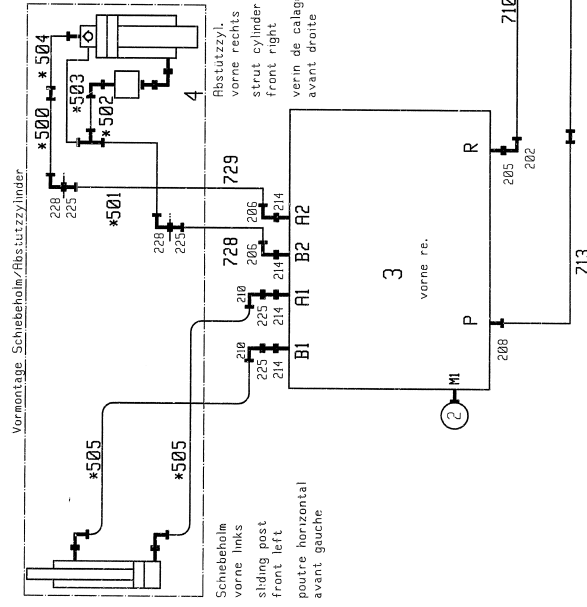 Vormontage Schiebeholm/Abstützzylinder
*504
*503
*502
*500
*501
4
228
225
228
225
729
728
206
214
206
214
210
225
214
210
225
214
A2
B2
A1
B1
*505
*505
Abstützzyl.
vorne rechts
strut cylinder
front right
verin de calag
avant droite
Schiebeholm
vorne links
sliding post
front left
poutre horizontal
avant gauche
3
vorne re.
R
P
M1
2
205
202
208
710
713